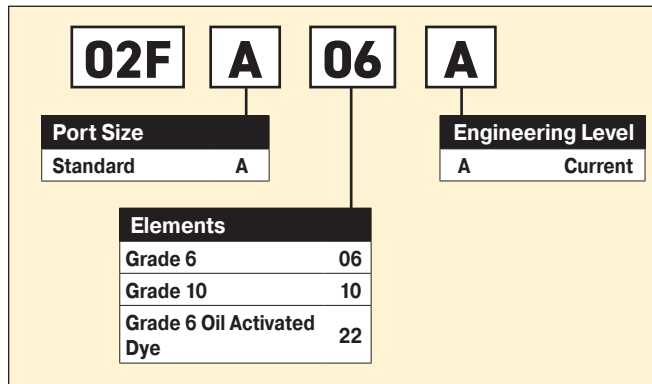 02F A 06 A
Port Size
Standard A
Engineering Level
A Current
Elements
Grade 6 06
Grade 10 10
Grade 6 Oil Activated
Dye 22